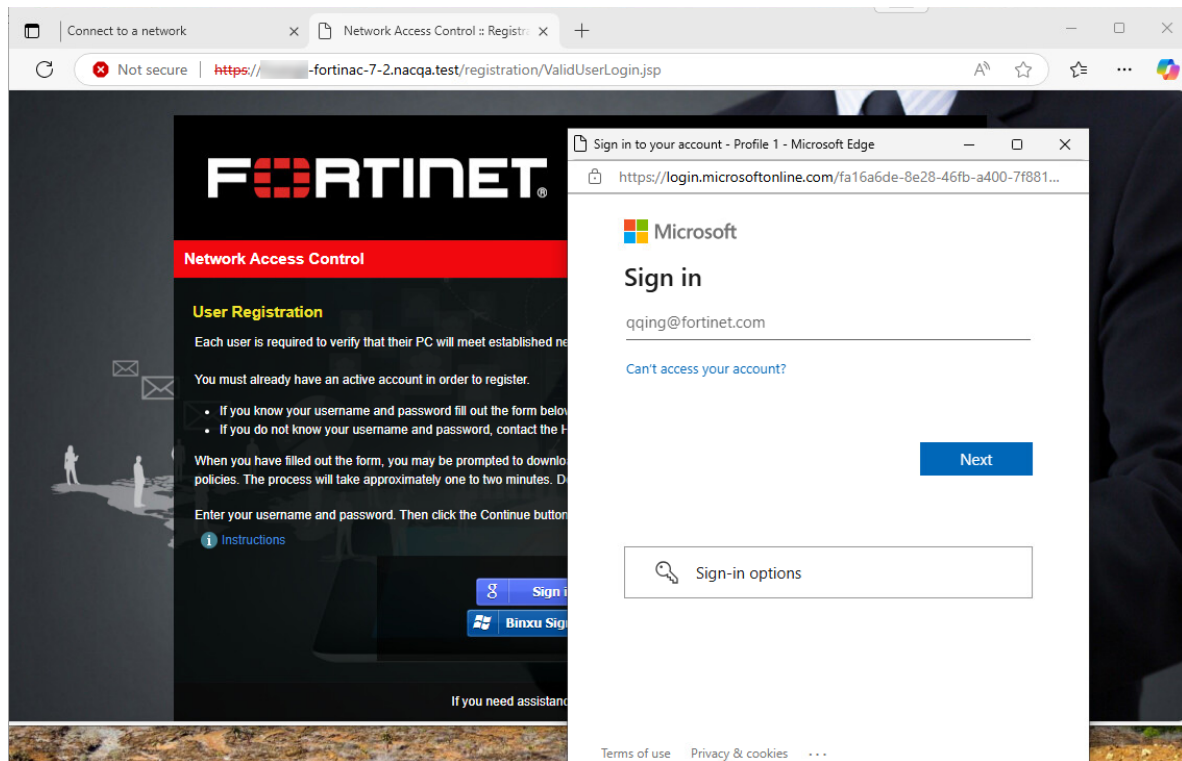 Connect to a network
Network Access Control :: Registr
Not secure https:// -fortinac-7-2.nacqa.test/registration/ValidUserLogin.jsp
FORTINET®
Network Access Control
User Registration
Each user is required to verify that their PC will meet established ne
You must already have an active account in order to register.
• If you know your username and password fill out the form below
• If you do not know your username and password, contact the H
When you have filled out the form, you may be prompted to downlo
policies. The process will take approximately one to two minutes. D
Enter your username and password. Then click the Continue button
Instructions
Sign i
Binxu Sig
If you need assistanc
Sign in to your account - Profile 1 - Microsoft Edge
https://login.microsoftonline.com/fa16a6de-8e28-46fb-a400-7f881...
Microsoft
Sign in
qqing@fortinet.com
Can't access your account?
Next
Sign-in options
Terms of use Privacy & cookies ...